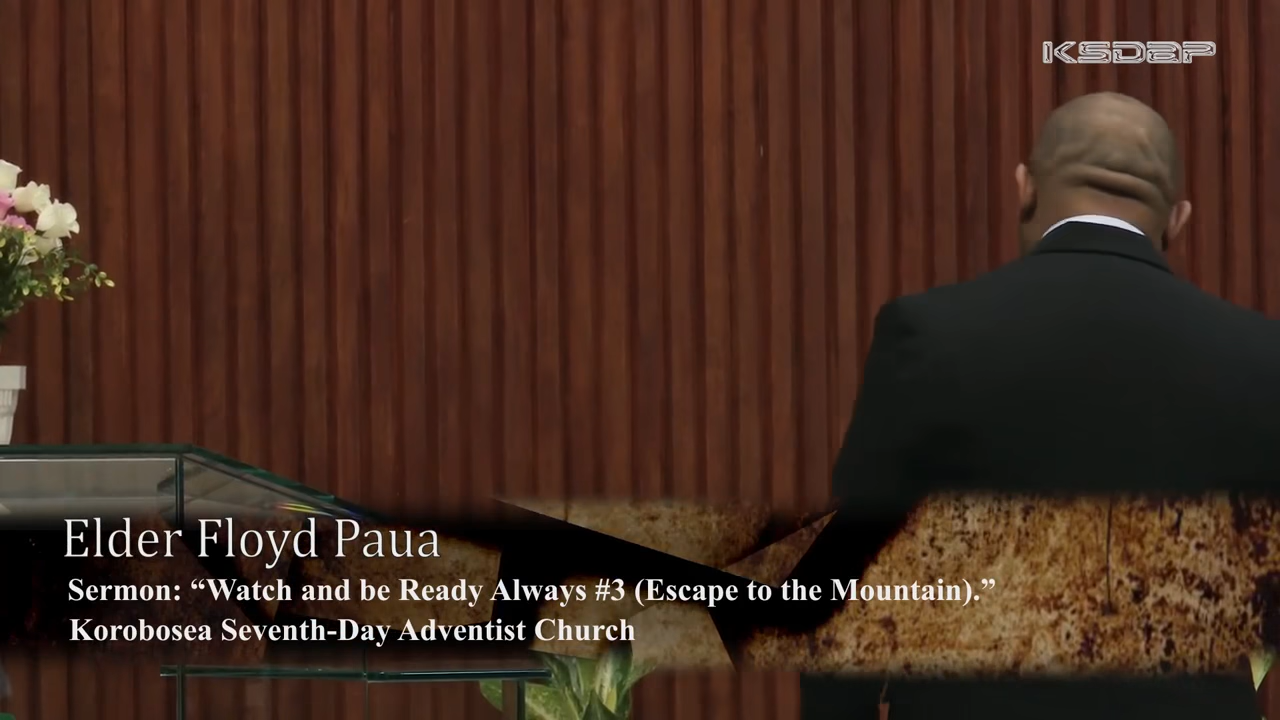 KSDAP
Elder Floyd Paua
Sermon: “Watch and be Ready Always #3 (Escape to the Mountain).”
Korobosea Seventh-Day Adventist Church